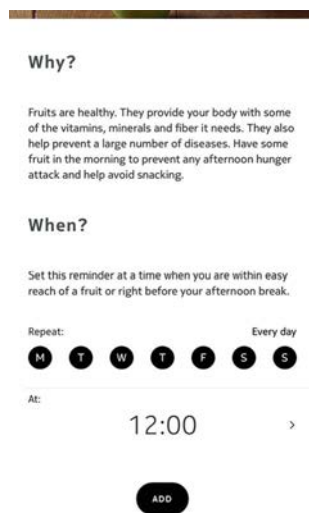 Why?
Fruits are healthy. They provide your body with some
of the vitamins, minerals and fiber it needs. They also
help prevent a large number of diseases. Have some
fruit in the morning to prevent any afternoon hunger
attack and help avoid snacking.
When?
Set this reminder at a time when you are within easy
reach of a fruit or right before your afternoon break.
Repeat: Every day
M T W T F S S
At:
12:00
ADD